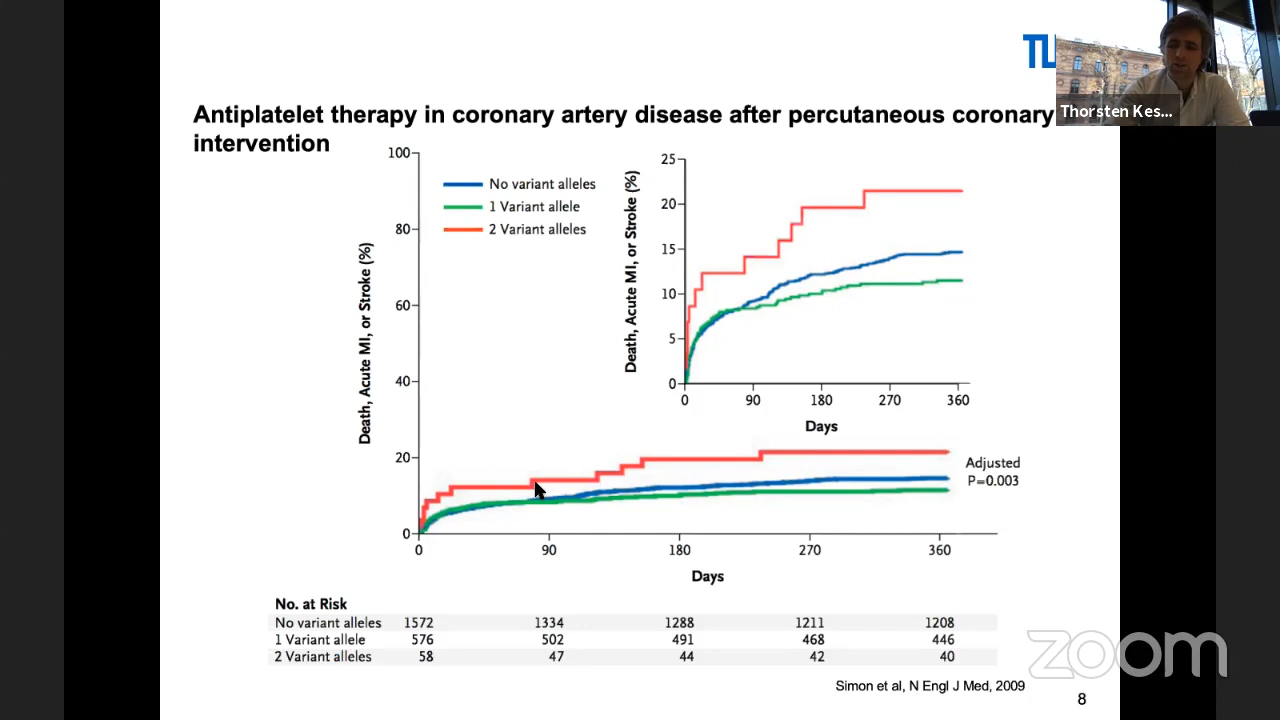 Thorsten Kes...
Antiplatelet therapy in coronary artery disease after percutaneous coronary
intervention
100
80
60
40
20
0
Death, Acute MI, or Stroke (%)
No variant alleles
1 Variant allele
2 Variant alleles
0 90 180 270 360
Days
25
20
15
10
5
0
Death, Acute MI, or Stroke (%)
0 90 180 270 360
Days
Adjusted
P=0.003
No. at Risk
No variant alleles 1572 1334 1288 1211 1208
1 Variant allele 576 502 491 468 446
2 Variant alleles 58 47 44 42 40
Simon et al, N Engl J Med, 2009
zoom
8